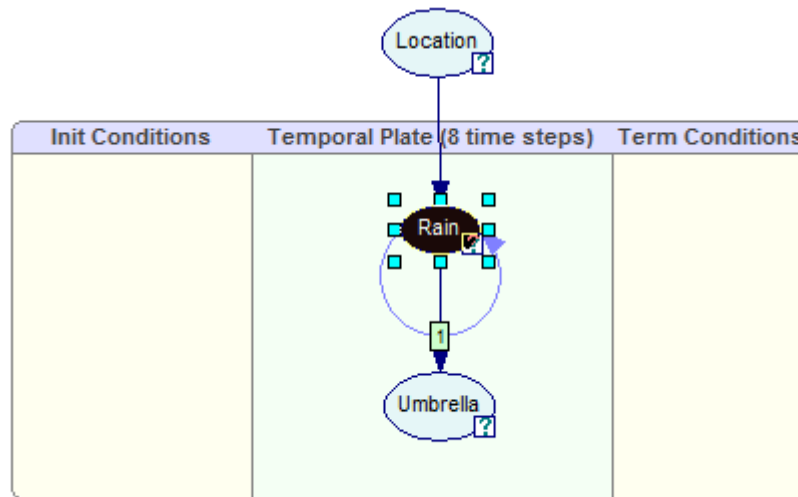 Location
?
Init Conditions Temporal Plate (8 time steps) Term Conditions
Rain
?
1
Umbrella
?